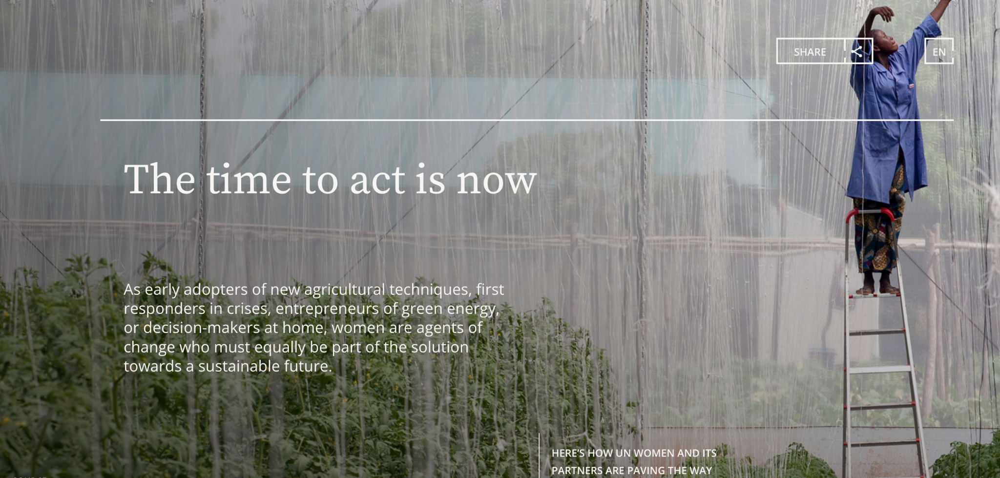 SHARE
EN
The time to act is now
As early adopters of new agricultural techniques, first
responders in crises, entrepreneurs of green energy,
or decision-makers at home, women are agents of
change who must equally be part of the solution
towards a sustainable future.
HERE’S HOW UN WOMEN AND ITS
PARTNERS ARE PAVING THE WAY